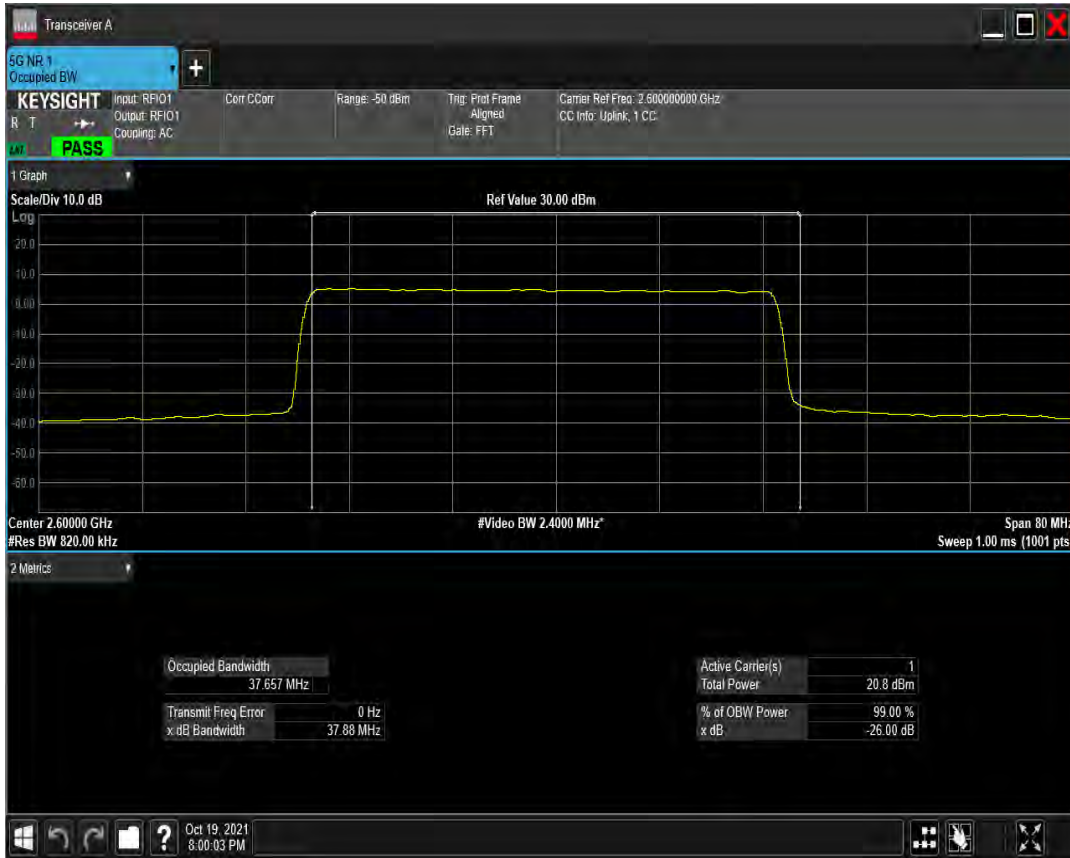 Transceiver A
5G NR 1
Occupied BW
+
KEYSIGHT Input: RFIO1 Corr CCorr Range: -50 dBm Trig: Prot Frame Carrier Ref Freq: 2.600000000 GHz
R T Output: RFIO1 Aligned CC Info: Uplink, 1 CC
Coupling: AC Gate: FFT
PASS
1 Graph
Scale/Div 10.0 dB Ref Value 30.00 dBm
Log
20.0
10.0
0.00
-10.0
-20.0
-30.0
-40.0
-50.0
-60.0
Center 2.60000 GHz #Video BW 2.4000 MHz* Span 80 MHz
#Res BW 820.00 kHz Sweep 1.00 ms (1001 pts
2 Metrics
Occupied Bandwidth Active Carrier(s) 1
37.657 MHz Total Power 20.8 dBm
Transmit Freq Error 0 Hz % of OBW Power 99.00 %
x dB Bandwidth 37.88 MHz x dB -26.00 dB
? Oct 19, 2021
8:00:03 PM